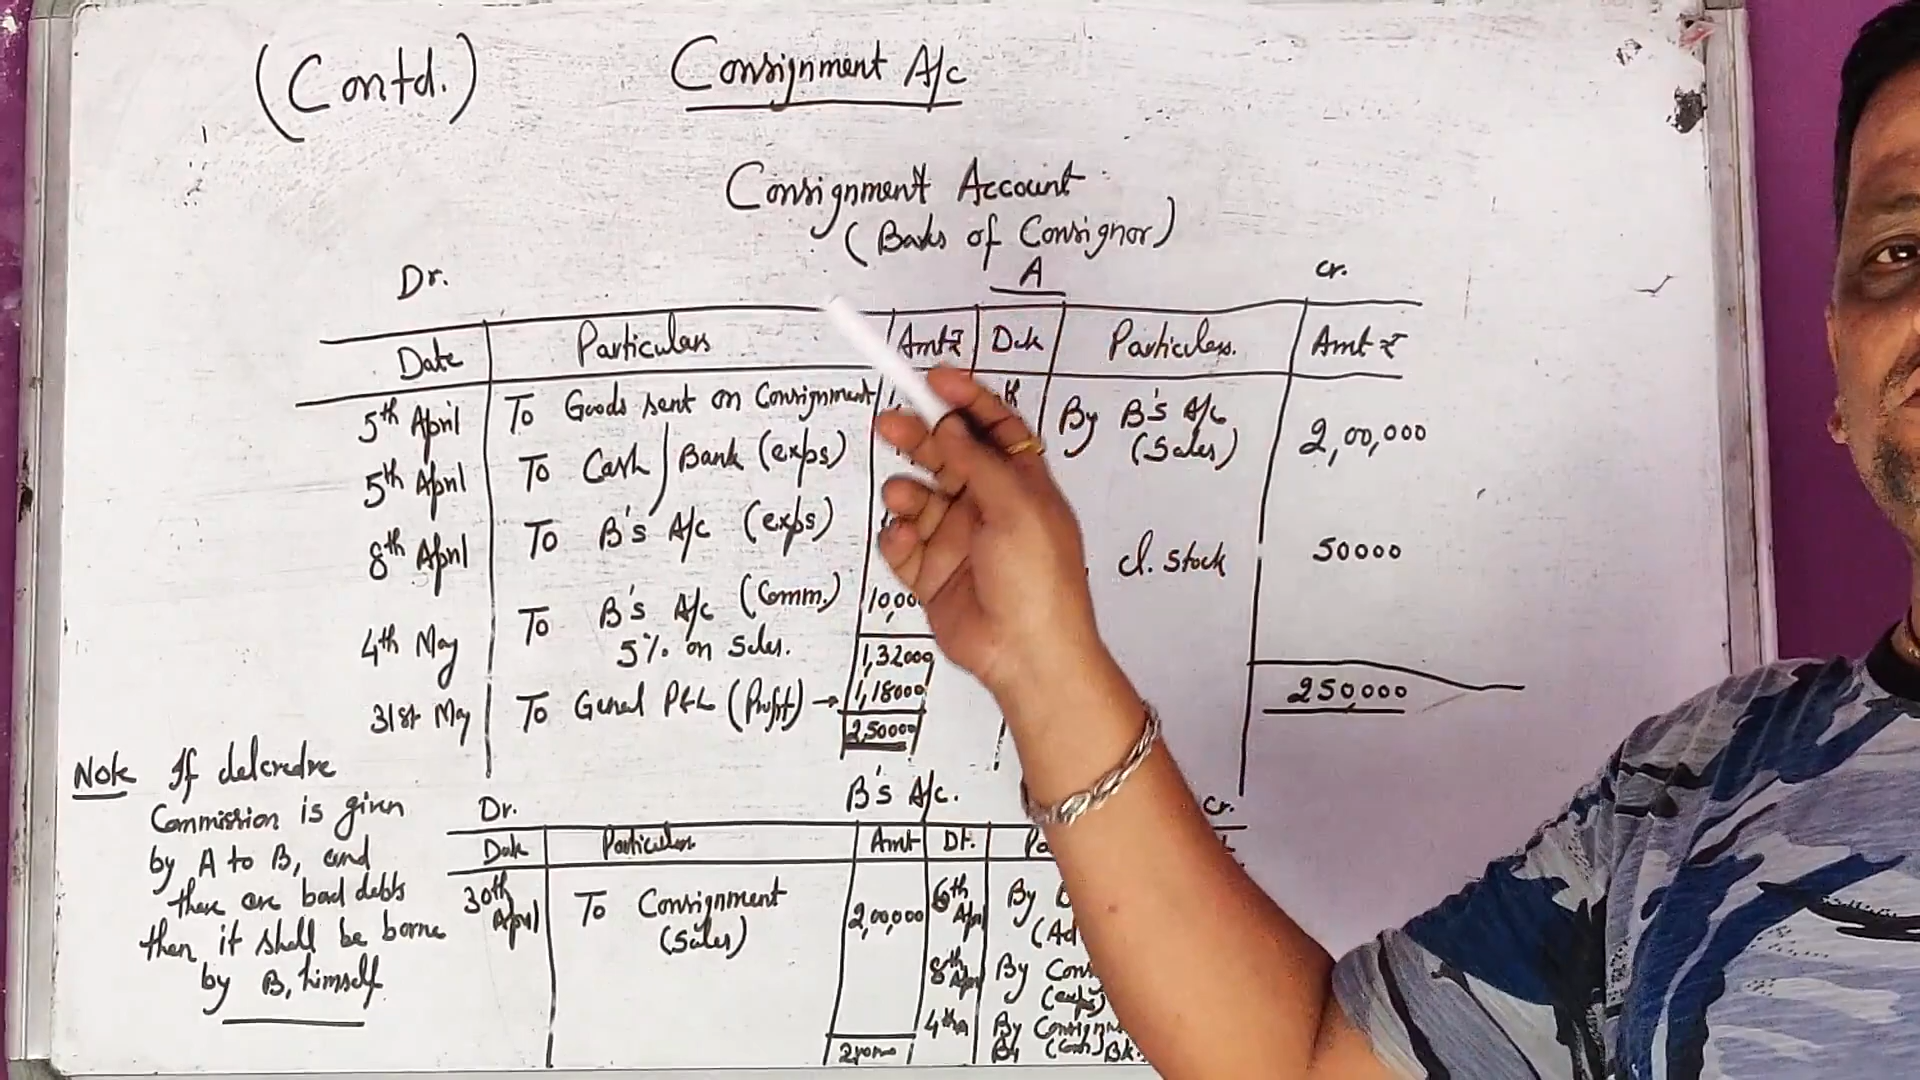 (Contd.)
Consignment A/c
Consignment Account
(Books of Consignor)
A
Dr.
Cr.
Date Particulars Amt ₹ Date Particulars. Amt ₹
5th April To Goods sent on Consignment
By B's A/c (Sales) 2,00,000
5th April To Cash/Bank (exps)
8th April To B's A/c (exps)
cl. Stock 50000
4th May To B's A/c (Comm.) 5% on Sales.
1,32000
31st May To General P&L (Profit) → 1,18000
2,50000
250000
Note If delcredre
Commission is given
by A to B, and
there are bad debts
then it shall be borne
by B, himself
B's A/c.
Dr.
Cr.
Date Particulars Amt Dt.
30th April To Consignment (Sales) 2,00,000
6th April By
8th April By
(exps)
4th By
By (Cash) Bk